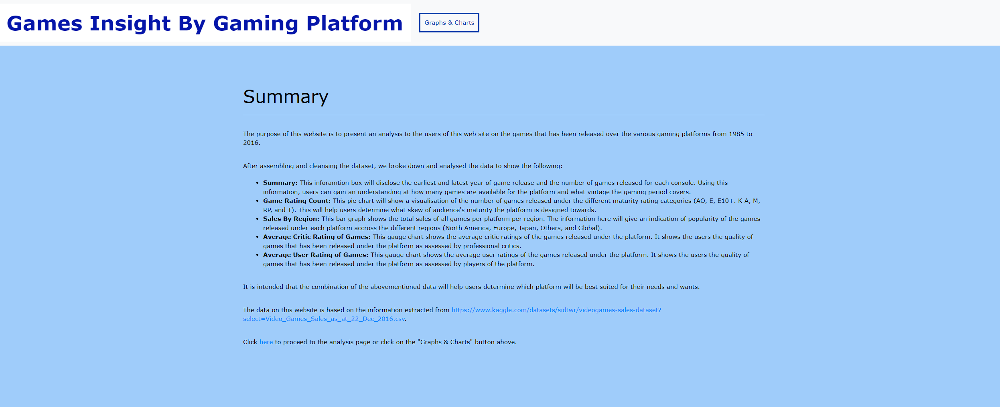 Games Insight By Gaming Platform
Graphs & Charts
Summary
The purpose of this website is to present an analysis to the users of this web site on the games that has been released over the various gaming platforms from 1985 to
2016.
After assembling and cleansing the dataset, we broke down and analysed the data to show the following:
• Summary: This inforamtion box will disclose the earliest and latest year of game release and the number of games released for each console. Using this
information, users can gain an understanding at how many games are available for the platform and what vintage the gaming period covers.
• Game Rating Count: This pie chart will show a visualisation of the number of games released under the different maturity rating categories (AO, E, E10+. K-A, M,
RP, and T). This will help users determine what skew of audience's maturity the platform is designed towards.
• Sales By Region: This bar graph shows the total sales of all games per platform per region. The information here will give an indication of popularity of the games
released under each platform accross the different regions (North America, Europe, Japan, Others, and Global).
• Average Critic Rating of Games: This gauge chart shows the average critic ratings of the games released under the platform. It shows the users the quality of
games that has been released under the platform as assessed by professional critics.
• Average User Rating of Games: This gauge chart shows the average user ratings of the games released under the platform. It shows the users the quality of
games that has been released under the platform as assessed by players of the platform.
It is intended that the combination of the abovementioned data will help users determine which platform will be best suited for their needs and wants.
The data on this website is based on the information extracted from https://www.kaggle.com/datasets/sidtwr/videogames-sales-dataset?
select=Video_Games_Sales_as_at_22_Dec_2016.csv.
Click here to proceed to the analysis page or click on the "Graphs & Charts" button above.